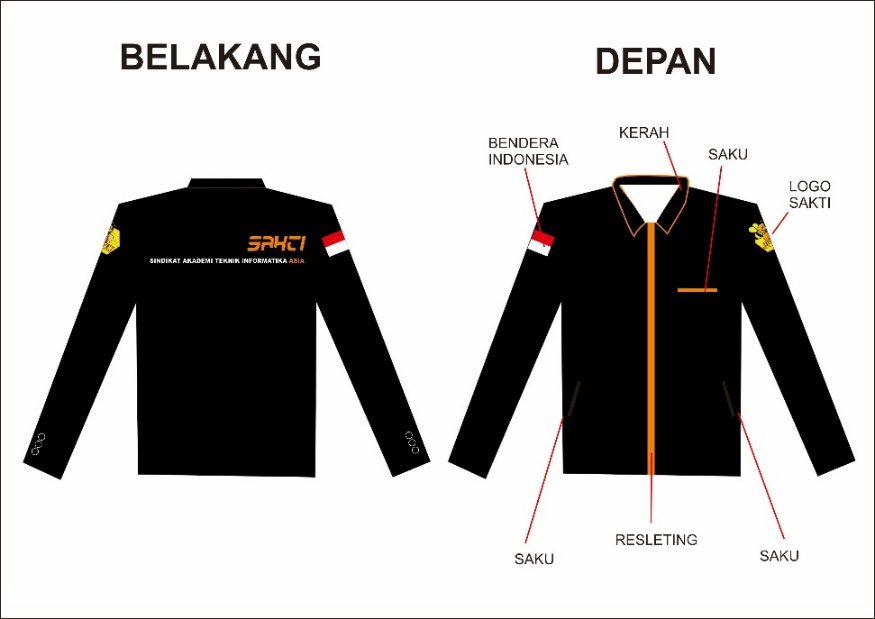 BELAKANG
DEPAN
BENDERA
INDONESIA
KERAH
SAKU
LOGO
SAKTI
SAKTI
SINDIKAT AKADEMI TEKNIK INFORMATIKA ASIA
SAKU
RESLETING
SAKU